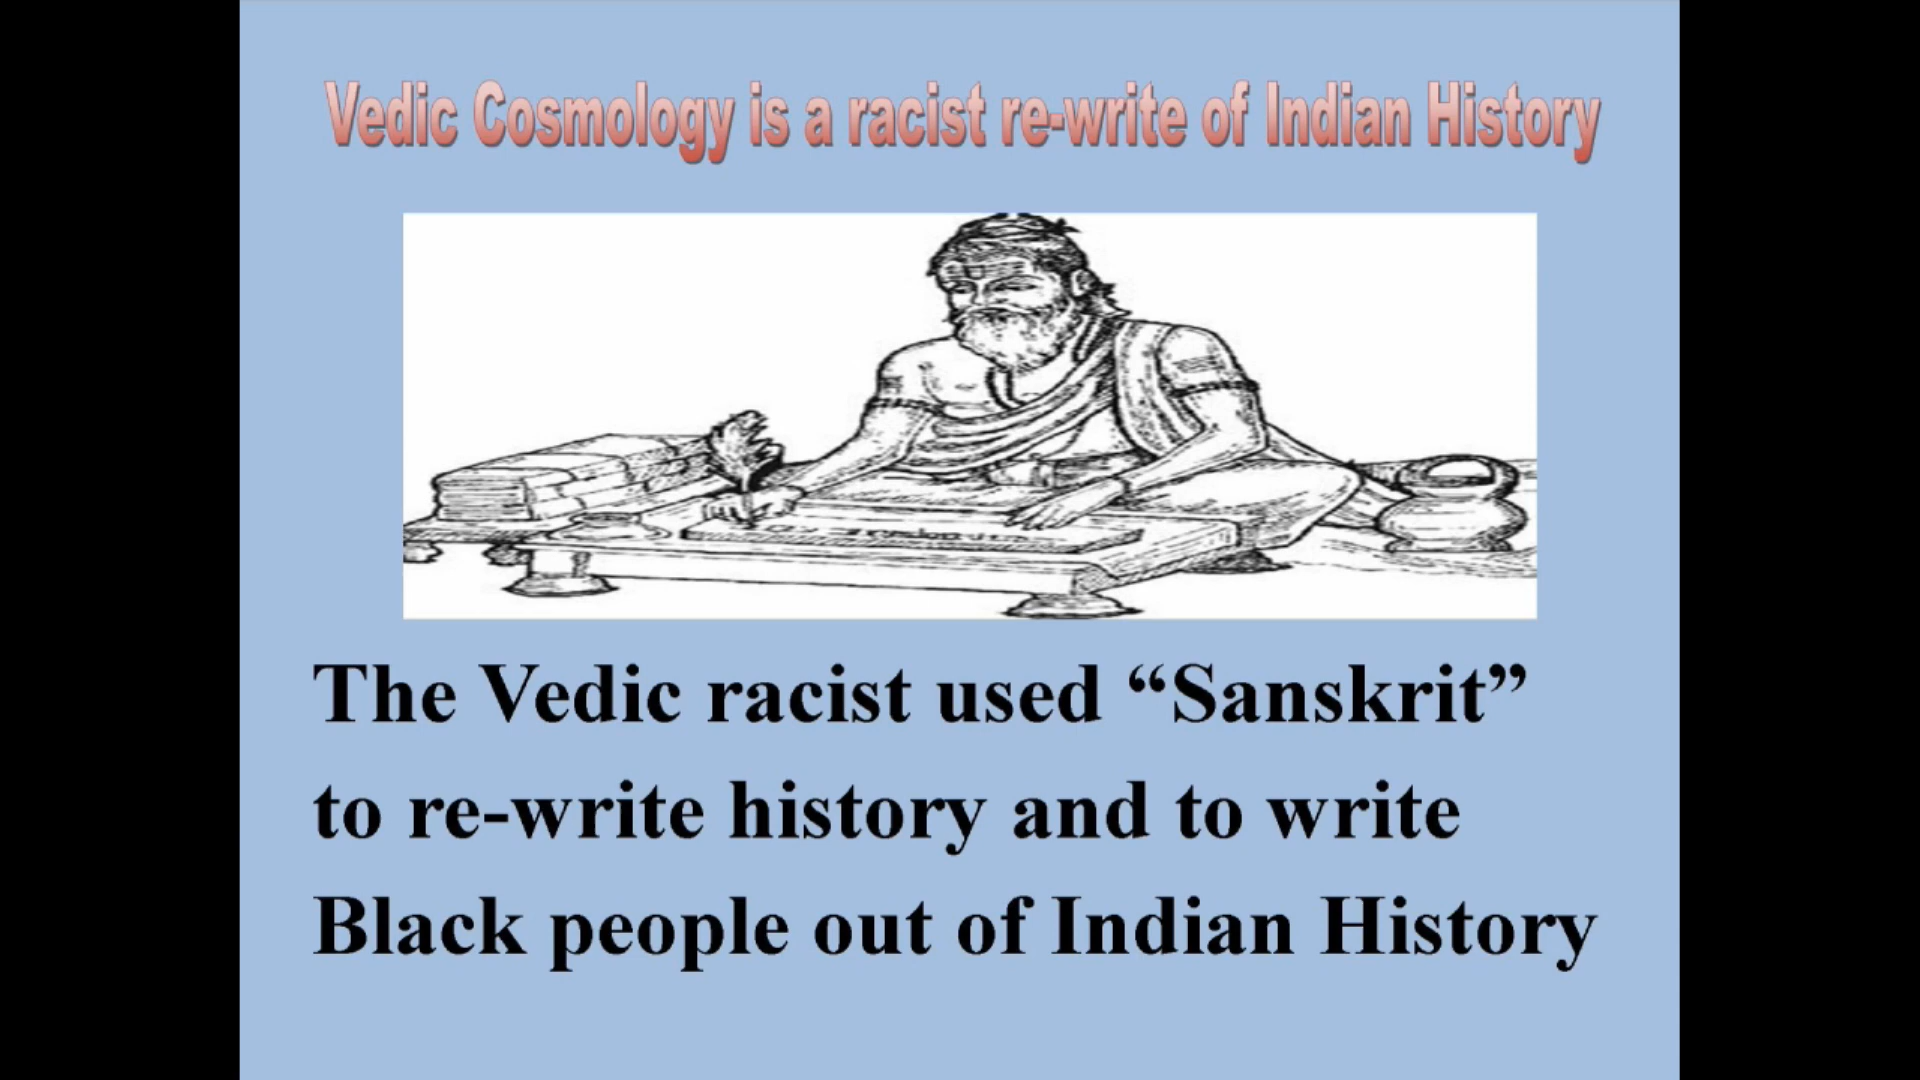 Vedic Cosmology is a racist re-write of Indian History
The Vedic racist used “Sanskrit”
to re-write history and to write
Black people out of Indian History